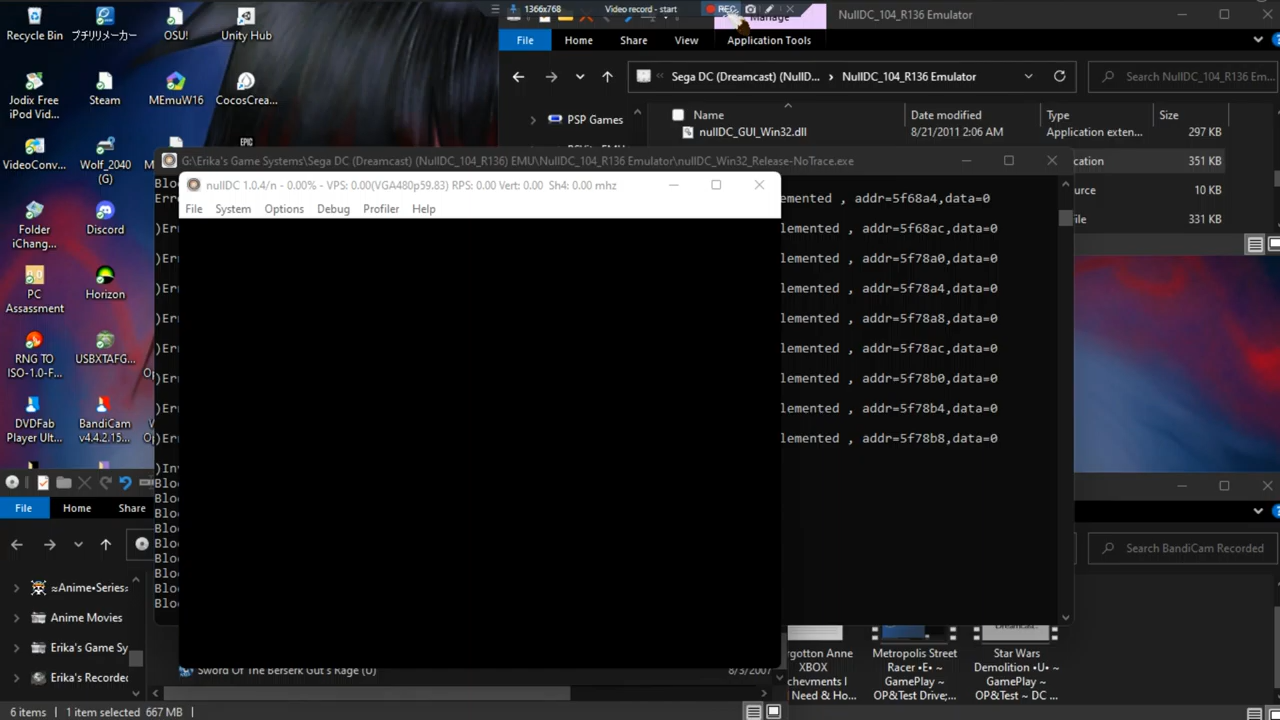 1366x768
Video record - start
REC
Manage
NullDC_104_R136 Emulator
File
Home
Share
View
Application Tools
Sega DC (Dreamcast) (NullD...
NullDC_104_R136 Emulator
Search NullDC_104_R136 Em...
PSP Games
Name
Date modified
Type
Size
nullDC_GUI_Win32.dll
8/21/2011 2:06 AM
Application exten...
297 KB
351 KB
10 KB
331 KB
Recycle Bin
プチリメーカー
OSU!
Unity Hub
Jodix Free
iPod Vid...
Steam
MEmuW16
CocosCrea...
VideoConv...
Wolf_2040
(G)
EPIC
Folder
iChang...
Discord
PC
Assassment
Horizon
RNG TO
ISO-1.0-F...
USBXTAFG...
DVDFab
Player Ult...
BandiCam
v4.4.2.15...
G:\Erika's Game Systems\Sega DC (Dreamcast) (NullDC_104_R136) EMU\NullDC_104_R136 Emulator\nullDC_Win32_Release-NoTrace.exe
nullDC 1.0.4/n - 0.00% - VPS: 0.00(VGA480p59.83) RPS: 0.00 Vert: 0.00 Sh4: 0.00 mhz
File
System
Options
Debug
Profiler
Help
lemented , addr=5f68a4,data=0
lemented , addr=5f68ac,data=0
lemented , addr=5f78a0,data=0
lemented , addr=5f78a4,data=0
lemented , addr=5f78a8,data=0
lemented , addr=5f78ac,data=0
lemented , addr=5f78b0,data=0
lemented , addr=5f78b4,data=0
lemented , addr=5f78b8,data=0
File
Home
Share
Search BandiCam Recorded
≈Anime•Series
Anime Movies
Erika's Game Sy
Erika's Recorde
Sword Of The Berserk Gut's Rage (U)
8/3/2007
rgotton Anne
XBOX
chevments I
Need & Ho...
Metropolis Street
Racer •E• ~
GamePlay ~
OP&Test Drive;...
Star Wars
Demolition •U• ~
GamePlay ~
OP&Test ~ DC ...
6 items
1 item selected 667 MB